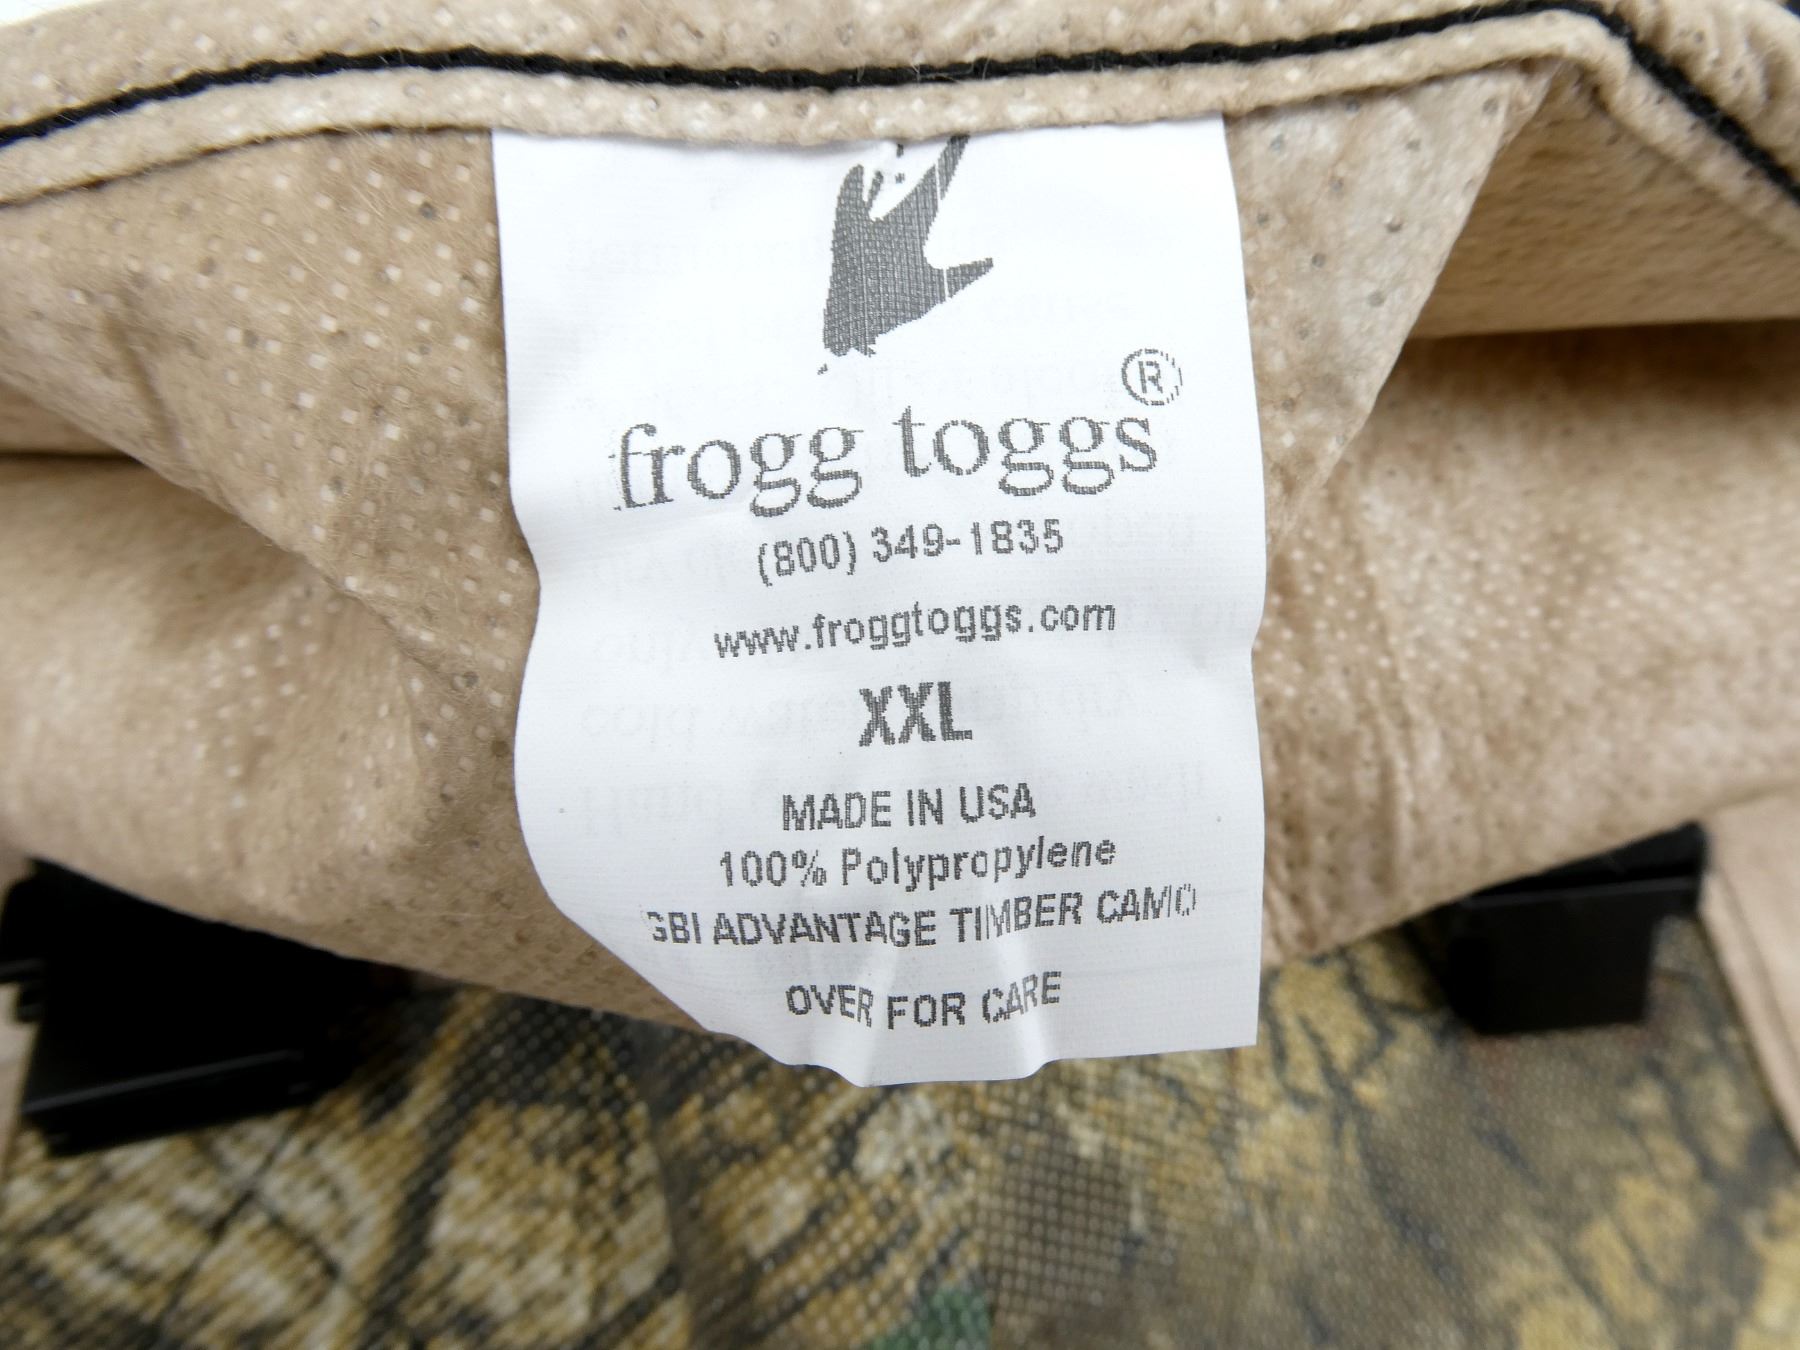 frogg toggs®
(800) 349-1835
www.froggtoggs.com
XXL
MADE IN USA
100% Polypropylene
GBI ADVANTAGE TIMBER CAMO
OVER FOR CARE